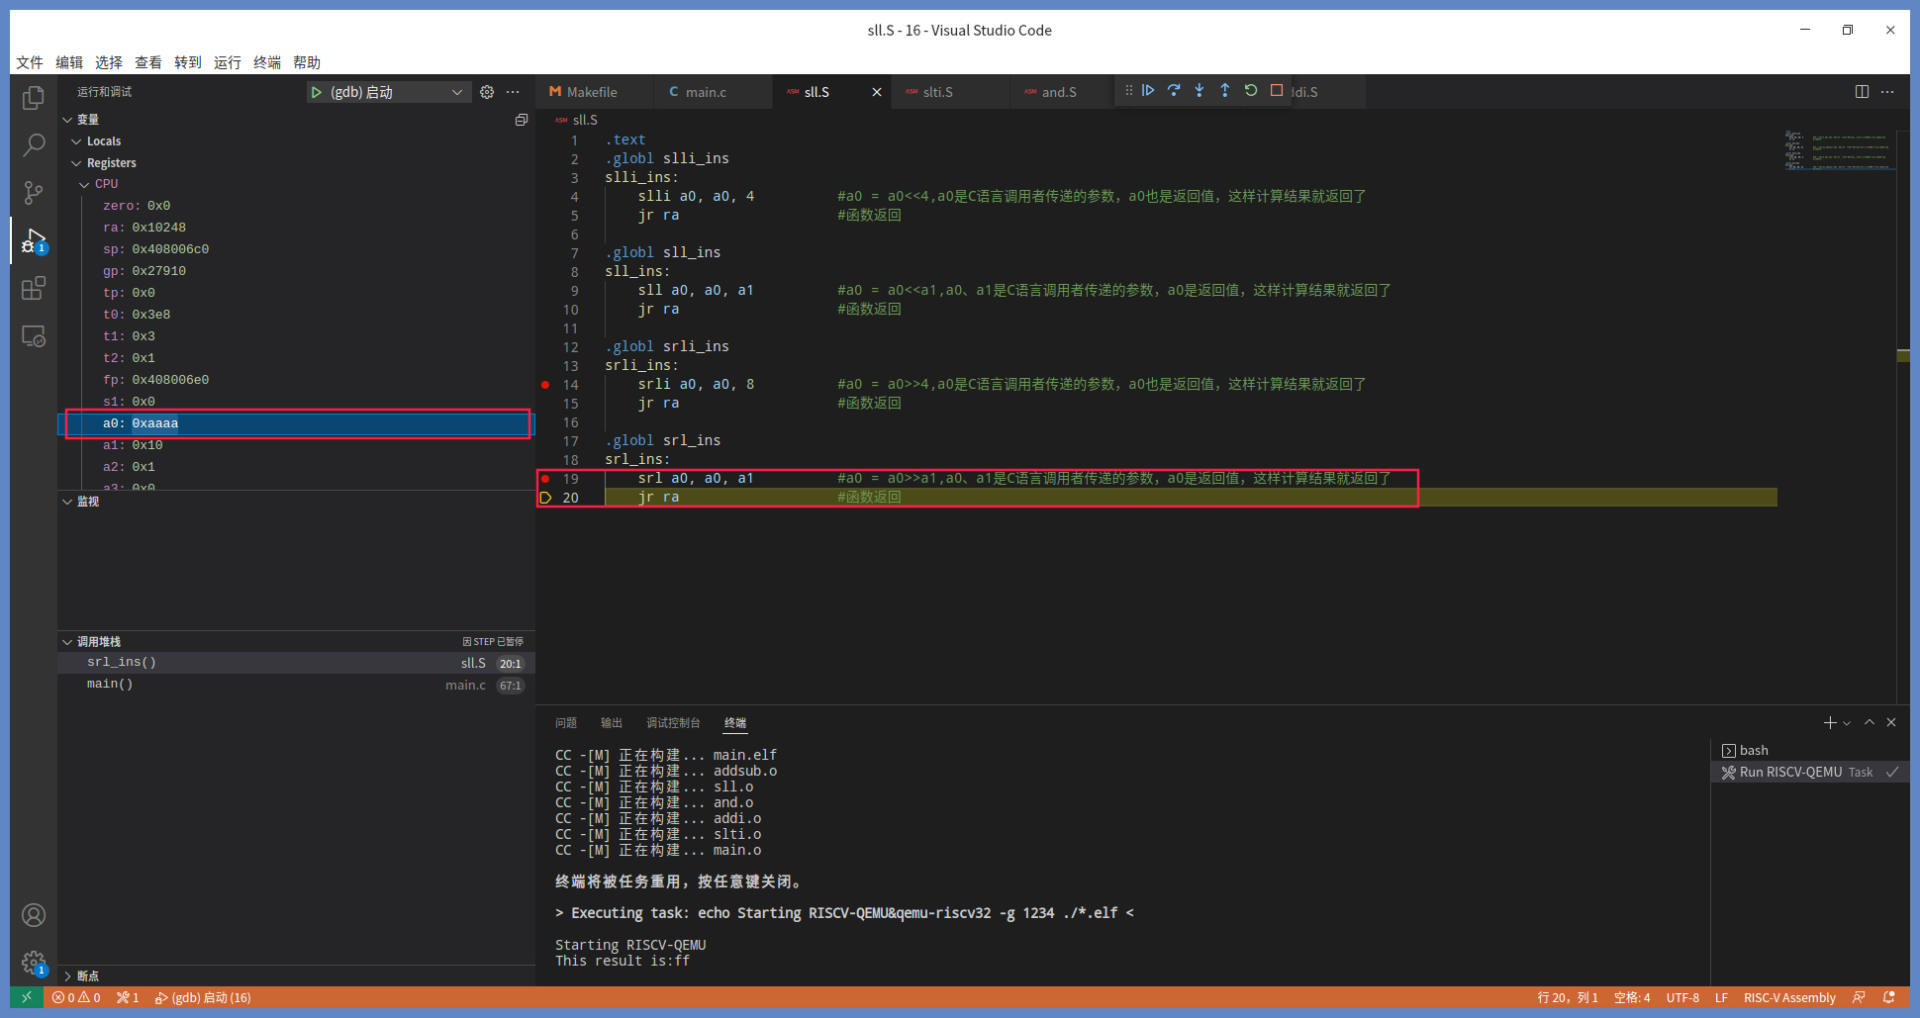 sll.S - 16 - Visual Studio Code
文件 编辑 选择 查看 转到 运行 终端 帮助
运行和调试
(gdb) 启动
变量
Locals
Registers
CPU
zero: 0x0
ra: 0x10248
sp: 0x408006c0
gp: 0x27910
tp: 0x0
t0: 0x3e8
t1: 0x3
t2: 0x1
fp: 0x408006e0
s1: 0x0
a0: 0xaaaa
a1: 0x10
a2: 0x1
a3: 0x0
监视
调用堆栈 因 STEP 已暂停
srl_ins() sll.S 20:1
main() main.c 67:1
断点
M Makefile
C main.c
ASM sll.S
ASM slti.S
ASM and.S
ddi.S
ASM sll.S
1 .text
2 .globl slli_ins
3 slli_ins:
4 slli a0, a0, 4 #a0 = a0<<4,a0是C语言调用者传递的参数，a0也是返回值，这样计算结果就返回了
5 jr ra #函数返回
6
7 .globl sll_ins
8 sll_ins:
9 sll a0, a0, a1 #a0 = a0<<a1,a0、a1是C语言调用者传递的参数，a0是返回值，这样计算结果就返回了
10 jr ra #函数返回
11
12 .globl srli_ins
13 srli_ins:
14 srli a0, a0, 8 #a0 = a0>>4,a0是C语言调用者传递的参数，a0也是返回值，这样计算结果就返回了
15 jr ra #函数返回
16
17 .globl srl_ins
18 srl_ins:
19 srl a0, a0, a1 #a0 = a0>>a1,a0、a1是C语言调用者传递的参数，a0是返回值，这样计算结果就返回了
20 jr ra #函数返回
问题 输出 调试控制台 终端
CC -[M] 正在构建... main.elf
CC -[M] 正在构建... addsub.o
CC -[M] 正在构建... sll.o
CC -[M] 正在构建... and.o
CC -[M] 正在构建... addi.o
CC -[M] 正在构建... slti.o
CC -[M] 正在构建... main.o
终端将被任务重用，按任意键关闭。
> Executing task: echo Starting RISCV-QEMU&qemu-riscv32 -g 1234 ./*.elf <
Starting RISCV-QEMU
This result is:ff
bash
Run RISCV-QEMU Task
1
1
0 0 1 (gdb) 启动 (16)
行 20，列 1 空格: 4 UTF-8 LF RISC-V Assembly